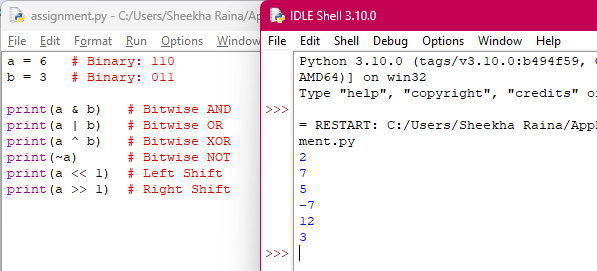 assignment.py - C:/Users/Sheekha Raina/Ap
File Edit Format Run Options Window
a = 6   # Binary: 110
b = 3   # Binary: 011
print(a & b)   # Bitwise AND
print(a | b)   # Bitwise OR
print(a ^ b)   # Bitwise XOR
print(~a)      # Bitwise NOT
print(a << 1)  # Left Shift
print(a >> 1)  # Right Shift
IDLE Shell 3.10.0
File Edit Shell Debug Options Window Help
Python 3.10.0 (tags/v3.10.0:b494f59,
AMD64)] on win32
Type "help", "copyright", "credits" o
>>>
= RESTART: C:/Users/Sheekha Raina/App
ment.py
2
7
5
-7
12
3
>>>